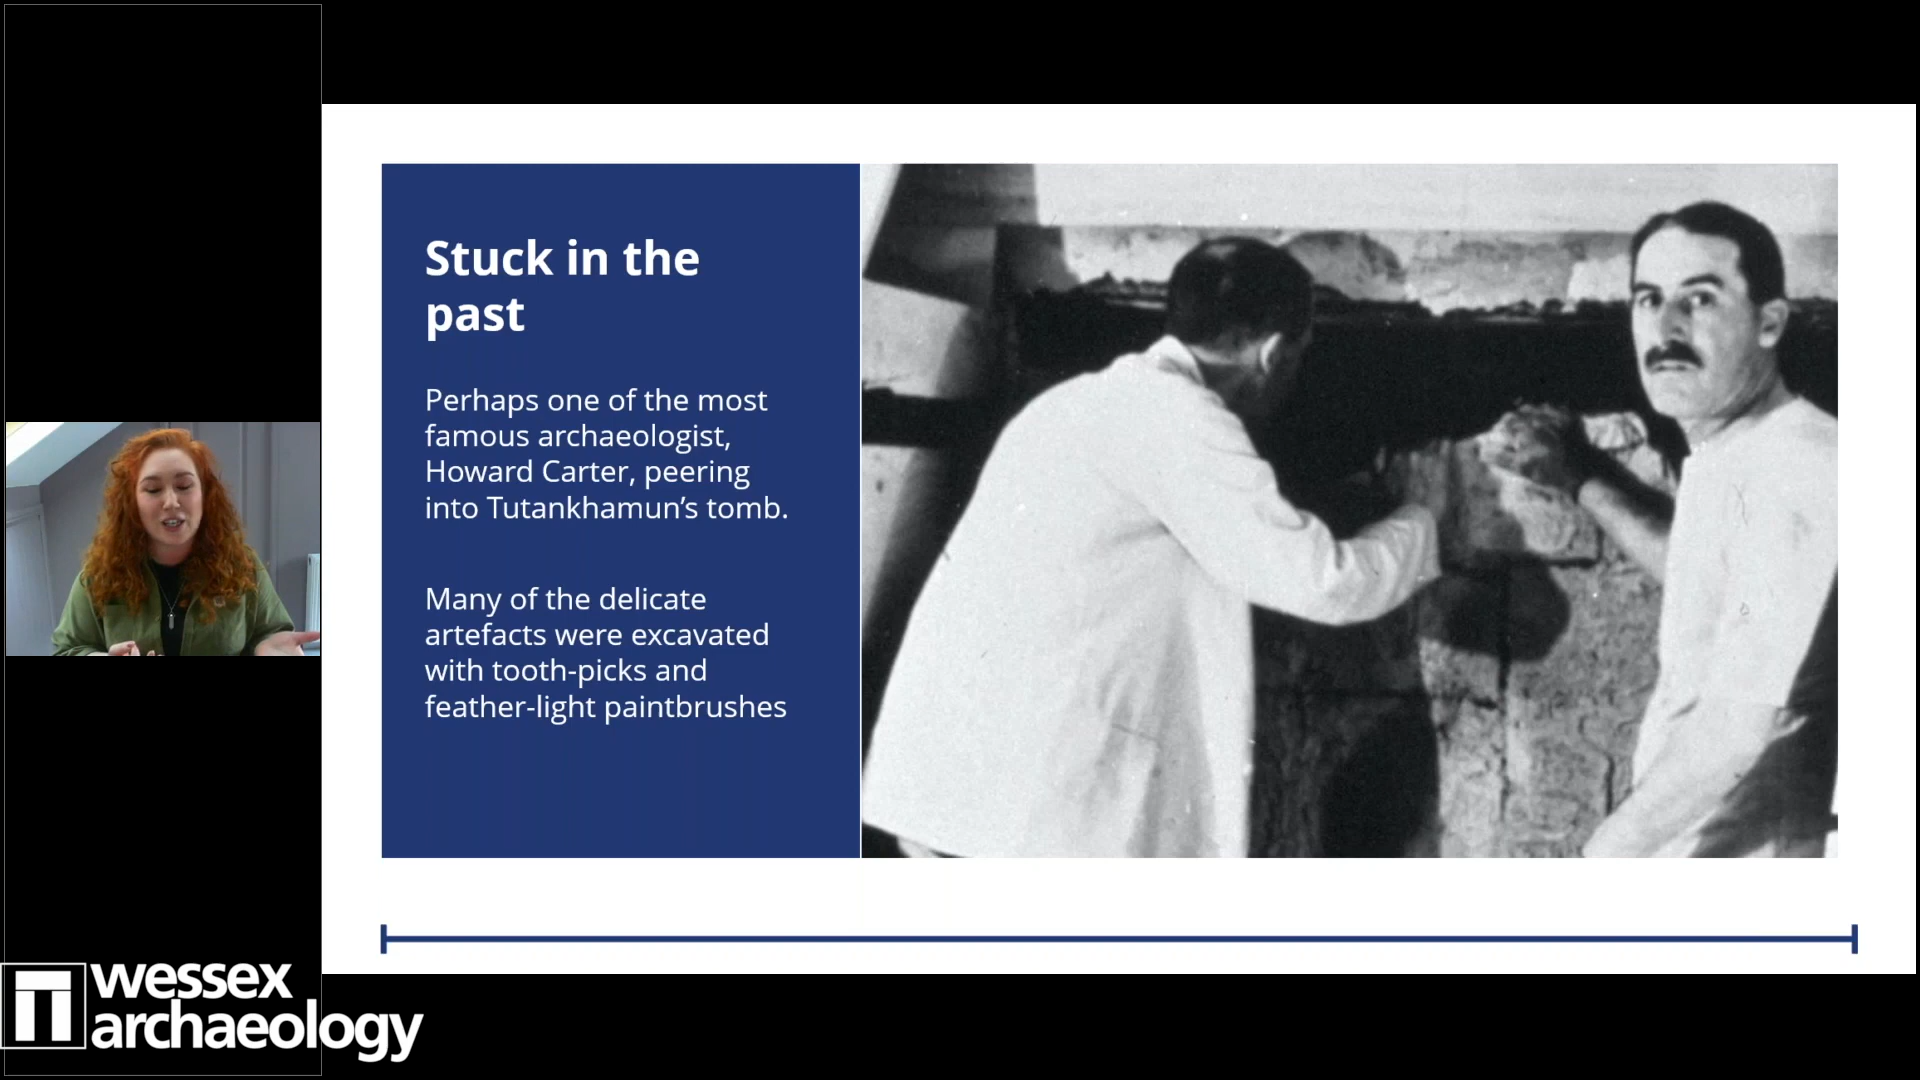 Stuck in the
past
Perhaps one of the most
famous archaeologist,
Howard Carter, peering
into Tutankhamun’s tomb.
Many of the delicate
artefacts were excavated
with tooth-picks and
feather-light paintbrushes
wessex
archaeology